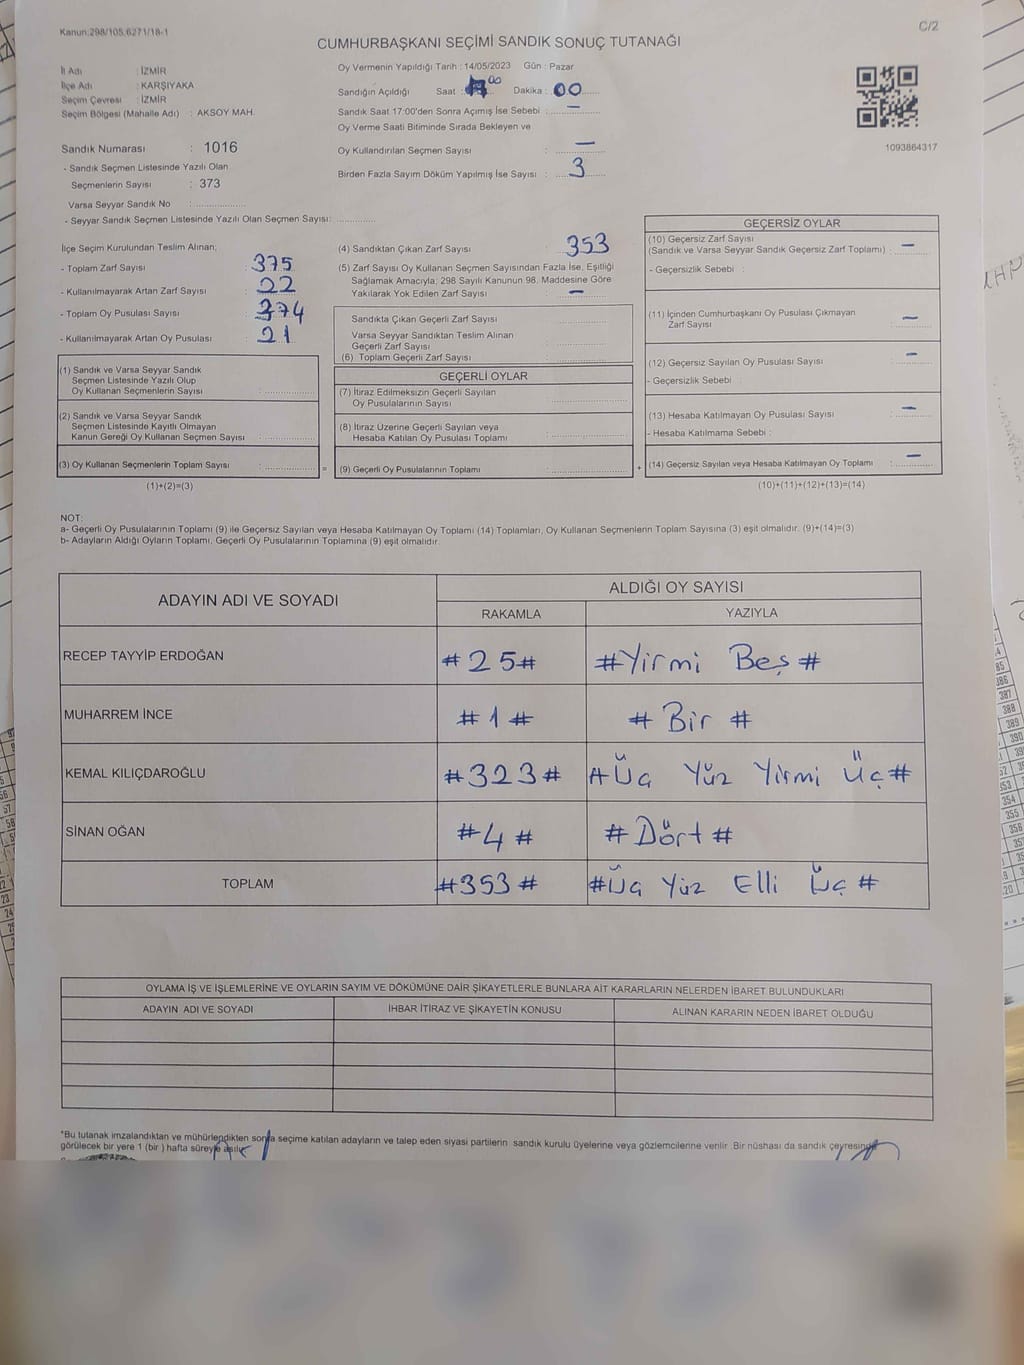 Kanun:298/105.6271/18-1
C/2
CUMHURBAŞKANI SEÇİMİ SANDIK SONUÇ TUTANAĞI
İl Adı : İZMİR
İlçe Adı : KARŞIYAKA
Seçim Çevresi : İZMİR
Seçim Bölgesi (Mahalle Adı) : AKSOY MAH.
Sandık Numarası : 1016
- Sandık Seçmen Listesinde Yazılı Olan
Seçmenlerin Sayısı : 373
Varsa Seyyar Sandık No :
- Seyyar Sandık Seçmen Listesinde Yazılı Olan Seçmen Sayısı:
Oy Vermenin Yapıldığı Tarih : 14/05/2023 Gün : Pazar
Sandığın Açıldığı Saat : 00 Dakika : 00
Sandık Saat 17:00'den Sonra Açımış İse Sebebi : —
Oy Verme Saati Bitiminde Sırada Bekleyen ve
Oy Kullandırılan Seçmen Sayısı : —
Birden Fazla Sayım Döküm Yapılmış İse Sayısı : 3
1093864317
İlçe Seçim Kurulundan Teslim Alınan;
- Toplam Zarf Sayısı 375
- Kullanılmayarak Artan Zarf Sayısı 22
- Toplam Oy Pusulası Sayısı 374
- Kullanılmayarak Artan Oy Pusulası 21
(1) Sandık ve Varsa Seyyar Sandık
Seçmen Listesinde Yazılı Olup
Oy Kullanan Seçmenlerin Sayısı :
(2) Sandık ve Varsa Seyyar Sandık
Seçmen Listesinde Kayıtlı Olmayan
Kanun Gereği Oy Kullanan Seçmen Sayısı :
(3) Oy Kullanan Seçmenlerin Toplam Sayısı : =
(1)+(2)=(3)
(4) Sandıktan Çıkan Zarf Sayısı : 353
(5) Zarf Sayısı Oy Kullanan Seçmen Sayısından Fazla İse, Eşitliği
Sağlamak Amacıyla; 298 Sayılı Kanunun 98. Maddesine Göre
Yakılarak Yok Edilen Zarf Sayısı : —
Sandıkta Çıkan Geçerli Zarf Sayısı :
Varsa Seyyar Sandıktan Teslim Alınan
Geçerli Zarf Sayısı :
(6) Toplam Geçerli Zarf Sayısı :
GEÇERLİ OYLAR
(7) İtiraz Edilmeksizin Geçerli Sayılan
Oy Pusulalarının Sayısı :
(8) İtiraz Üzerine Geçerli Sayılan veya
Hesaba Katılan Oy Pusulası Toplamı :
(9) Geçerli Oy Pusulalarının Toplamı : +
GEÇERSİZ OYLAR
(10) Geçersiz Zarf Sayısı
(Sandık ve Varsa Seyyar Sandık Geçersiz Zarf Toplamı) : —
- Geçersizlik Sebebi :
(11) İçinden Cumhurbaşkanı Oy Pusulası Çıkmayan
Zarf Sayısı : —
(12) Geçersiz Sayılan Oy Pusulası Sayısı : —
- Geçersizlik Sebebi :
(13) Hesaba Katılmayan Oy Pusulası Sayısı : —
- Hesaba Katılmama Sebebi :
(14) Geçersiz Sayılan veya Hesaba Katılmayan Oy Toplamı : —
(10)+(11)+(12)+(13)=(14)
NOT:
a- Geçerli Oy Pusulalarının Toplamı (9) ile Geçersiz Sayılan veya Hesaba Katılmayan Oy Toplamı (14) Toplamları, Oy Kullanan Seçmenlerin Toplam Sayısına (3) eşit olmalıdır. (9)+(14)=(3)
b- Adayların Aldığı Oyların Toplamı, Geçerli Oy Pusulalarının Toplamına (9) eşit olmalıdır.
ADAYIN ADI VE SOYADI ALDIĞI OY SAYISI
RAKAMLA YAZIYLA
RECEP TAYYİP ERDOĞAN #25# #Yirmi Beş#
MUHARREM İNCE #1# #Bir#
KEMAL KILIÇDAROĞLU #323# #Üç Yüz Yirmi Üç#
SİNAN OĞAN #4# #Dört#
TOPLAM #353# #Üç Yüz Elli Üç#
OYLAMA İŞ VE İŞLEMLERİNE VE OYLARIN SAYIM VE DÖKÜMÜNE DAİR ŞİKAYETLERLE BUNLARA AİT KARARLARIN NELERDEN İBARET BULUNDUKLARI
ADAYIN ADI VE SOYADI İHBAR İTİRAZ VE ŞİKAYETİN KONUSU ALINAN KARARIN NEDEN İBARET OLDUĞU
*Bu tutanak imzalandıktan ve mühürlendikten sonra seçime katılan adayların ve talep eden siyasi partilerin sandık kurulu üyelerine veya gözlemcilerine verilir. Bir nüshası da sandık çevresinde
görülecek bir yere 1 (bir ) hafta süreyle asılır.